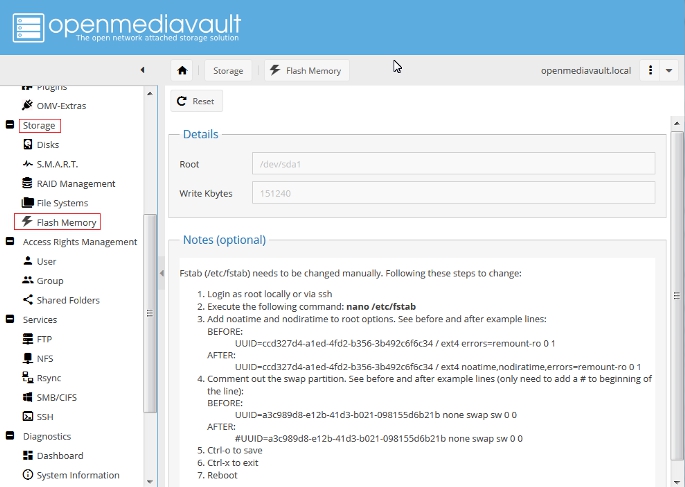 openmediavault
The open network attached storage solution
Storage
Flash Memory
openmediavault.local
Plugins
OMV-Extras
Storage
Disks
S.M.A.R.T.
RAID Management
File Systems
Flash Memory
Access Rights Management
User
Group
Shared Folders
Services
FTP
NFS
Rsync
SMB/CIFS
SSH
Diagnostics
Dashboard
System Information
Reset
Details
Root
/dev/sda1
Write Kbytes
151240
Notes (optional)
Fstab (/etc/fstab) needs to be changed manually. Following these steps to change:
1. Login as root locally or via ssh
2. Execute the following command: nano /etc/fstab
3. Add noatime and nodiratime to root options. See before and after example lines:
BEFORE:
UUID=ccd327d4-a1ed-4fd2-b356-3b492c6f6c34 / ext4 errors=remount-ro 0 1
AFTER:
UUID=ccd327d4-a1ed-4fd2-b356-3b492c6f6c34 / ext4 noatime,nodiratime,errors=remount-ro 0 1
4. Comment out the swap partition. See before and after example lines (only need to add a # to beginning of
the line):
BEFORE:
UUID=a3c989d8-e12b-41d3-b021-098155d6b21b none swap sw 0 0
AFTER:
#UUID=a3c989d8-e12b-41d3-b021-098155d6b21b none swap sw 0 0
5. Ctrl-o to save
6. Ctrl-x to exit
7. Reboot